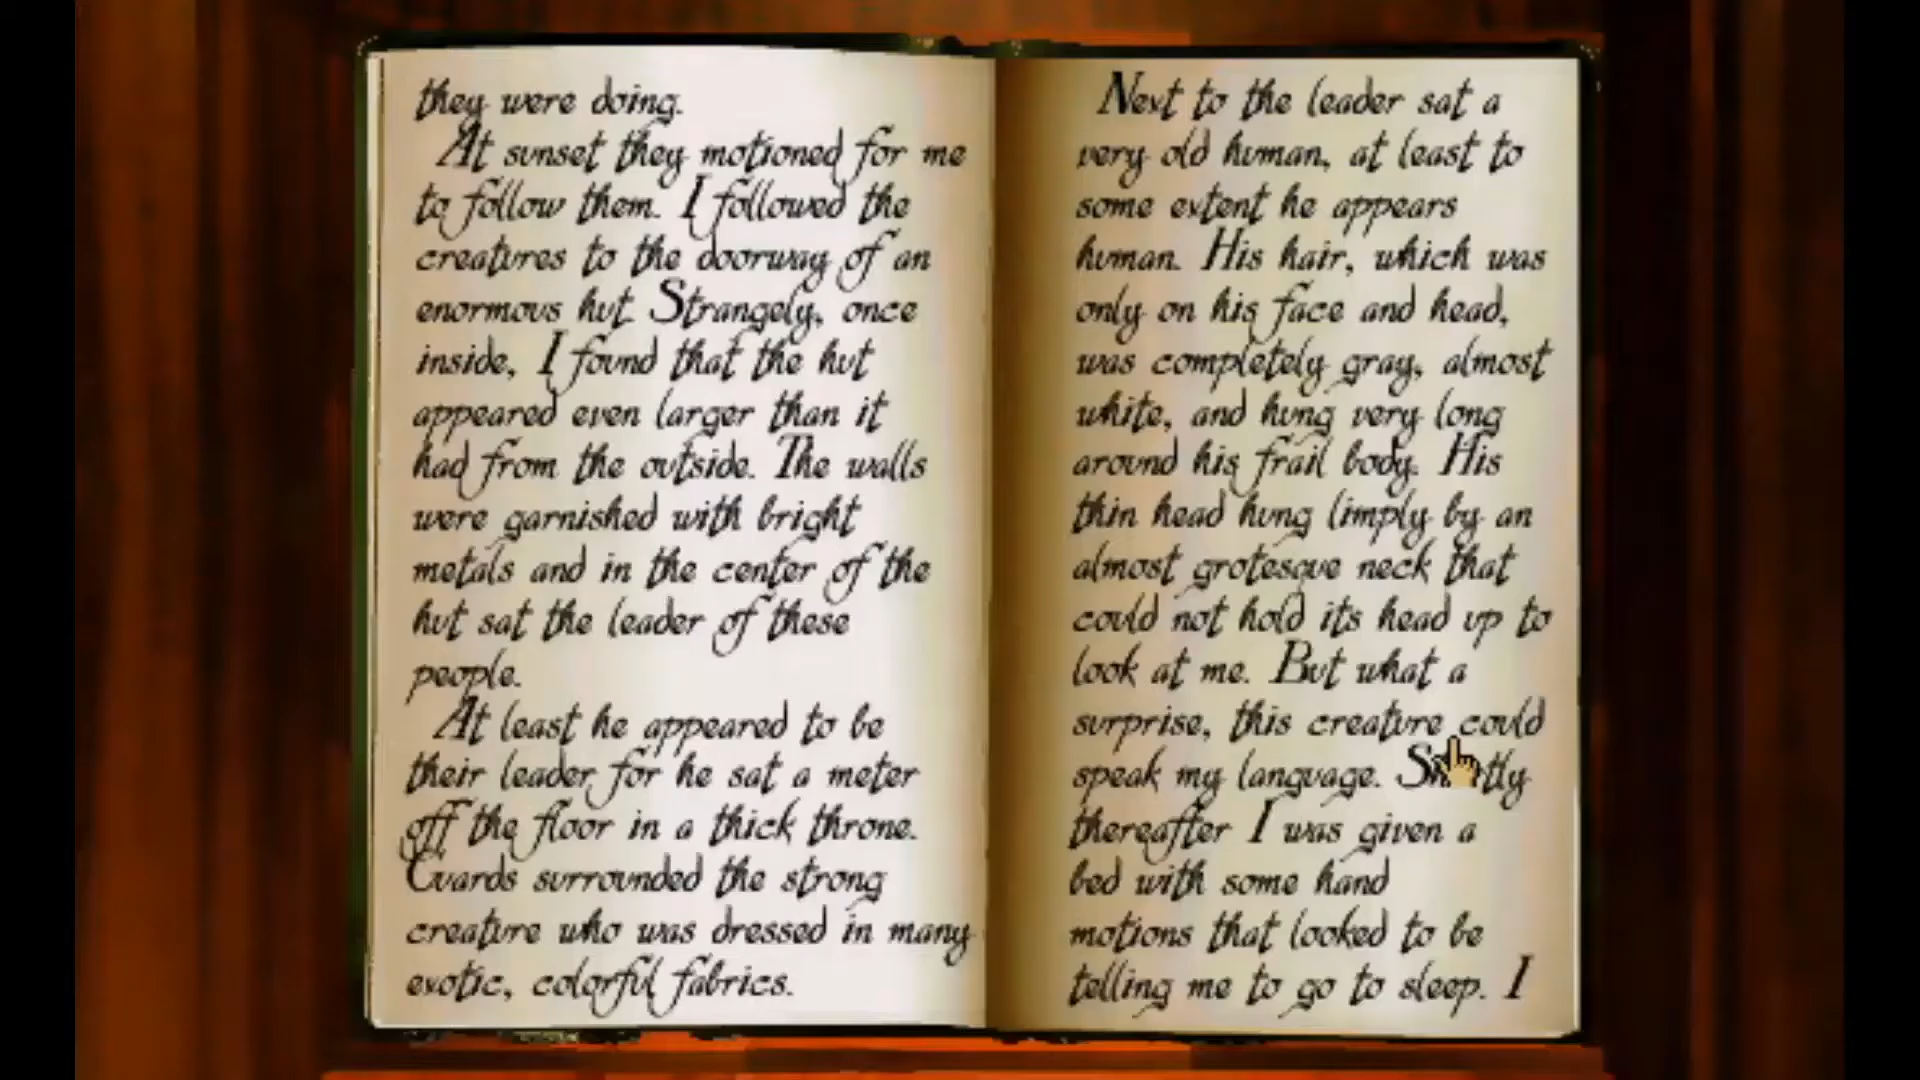 they were doing.
At sunset they motioned for me
to follow them. I followed the
creatures to the doorway of an
enormous hut. Strangely, once
inside, I found that the hut
appeared even larger than it
had from the outside. The walls
were garnished with bright
metals and in the center of the
hut sat the leader of these
people.
At least he appeared to be
their leader for he sat a meter
off the floor in a thick throne.
Guards surrounded the strong
creature who was dressed in many
exotic, colorful fabrics.
Next to the leader sat a
very old human, at least to
some extent he appears
human. His hair, which was
only on his face and head,
was completely gray, almost
white, and hung very long
around his frail body. His
thin head hung limply by an
almost grotesque neck that
could not hold its head up to
look at me. But what a
surprise, this creature could
speak my language.
thereafter I was given a
bed with some hand
motions that looked to be
telling me to go to sleep. I